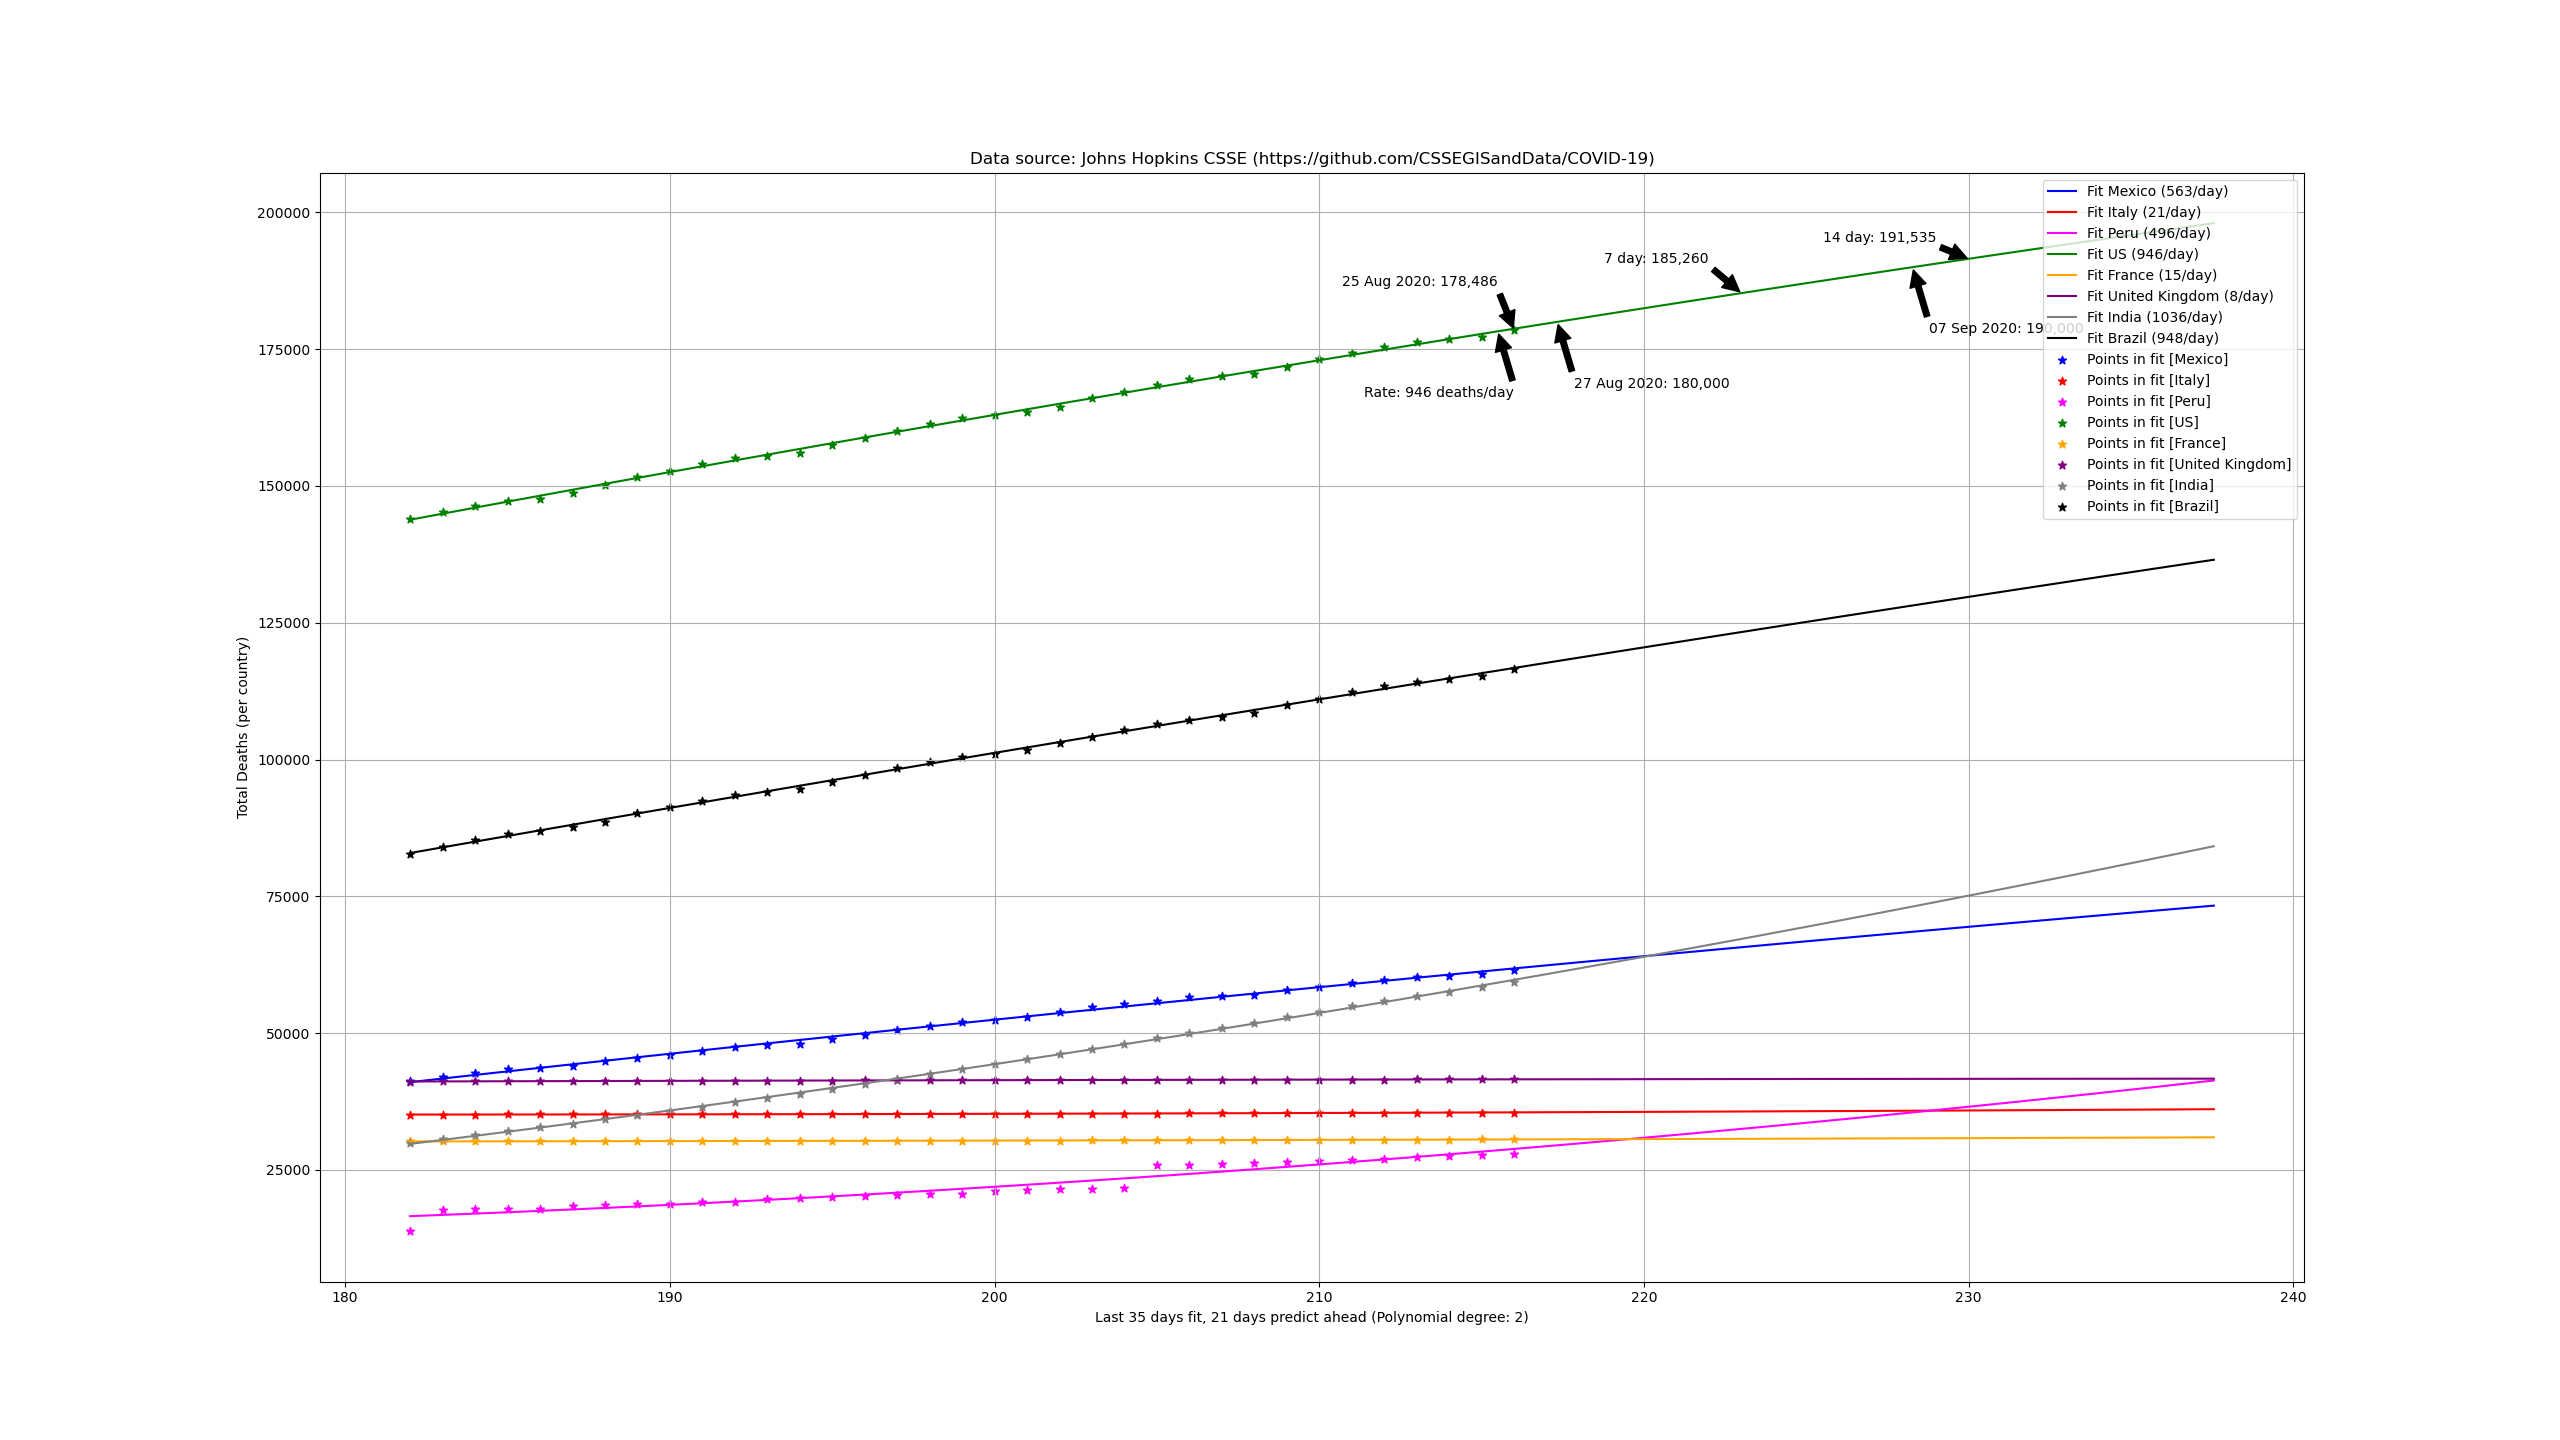 Data source: Johns Hopkins CSSE (https://github.com/CSSEGISandData/COVID-19)
Total Deaths (per country)
200000
175000
150000
125000
100000
75000
50000
25000
14 day: 191,535
7 day: 185,260
25 Aug 2020: 178,486
07 Sep 2020: 190,000
27 Aug 2020: 180,000
Rate: 946 deaths/day
Fit Mexico (563/day)
Fit Italy (21/day)
Fit Peru (496/day)
Fit US (946/day)
Fit France (15/day)
Fit United Kingdom (8/day)
Fit India (1036/day)
Fit Brazil (948/day)
Points in fit [Mexico]
Points in fit [Italy]
Points in fit [Peru]
Points in fit [US]
Points in fit [France]
Points in fit [United Kingdom]
Points in fit [India]
Points in fit [Brazil]
180 190 200 210 220 230 240
Last 35 days fit, 21 days predict ahead (Polynomial degree: 2)